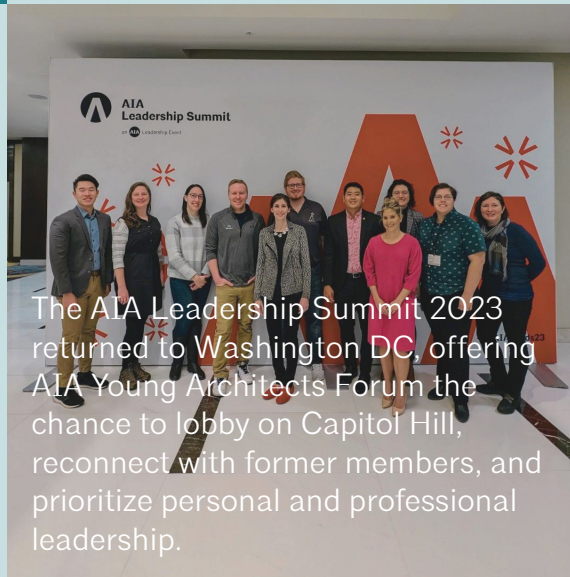 AIA
Leadership Summit
an AIA Leadership Event
The AIA Leadership Summit 2023
returned to Washington DC, offering
AIA Young Architects Forum the
chance to lobby on Capitol Hill,
reconnect with former members, and
prioritize personal and professional
leadership.